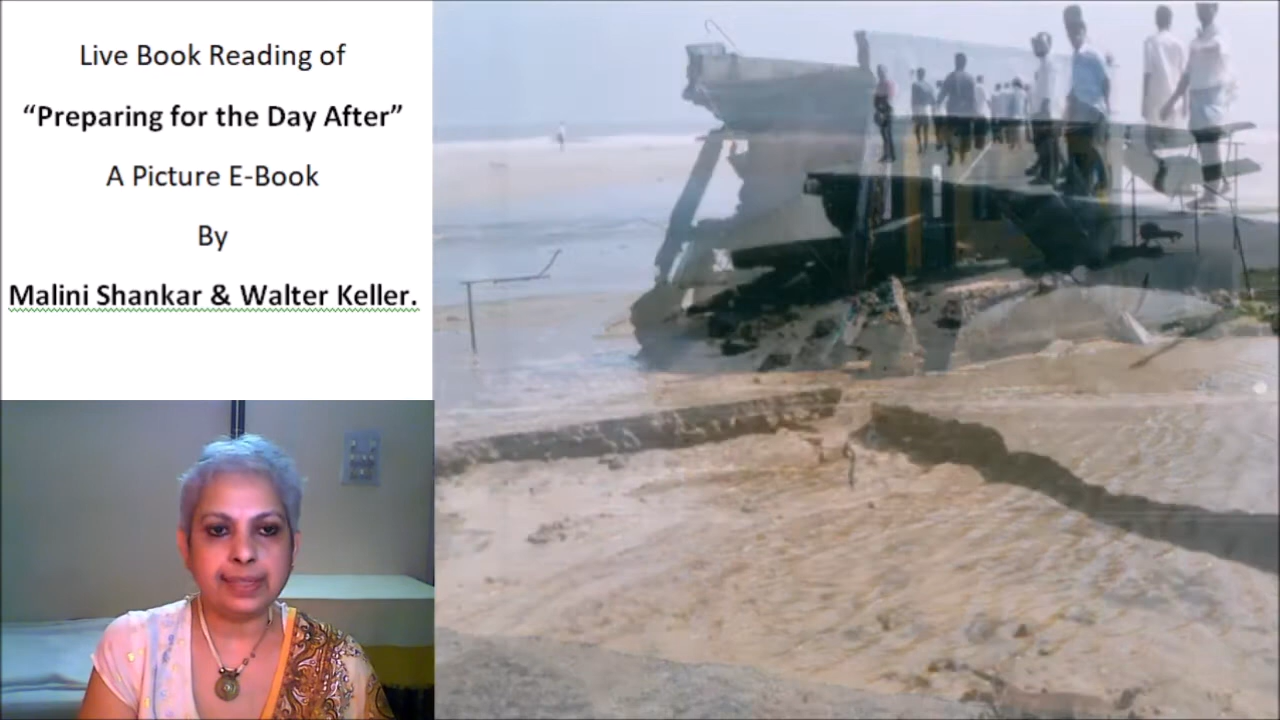 Live Book Reading of
“Preparing for the Day After”
A Picture E-Book
By
Malini Shankar & Walter Keller.